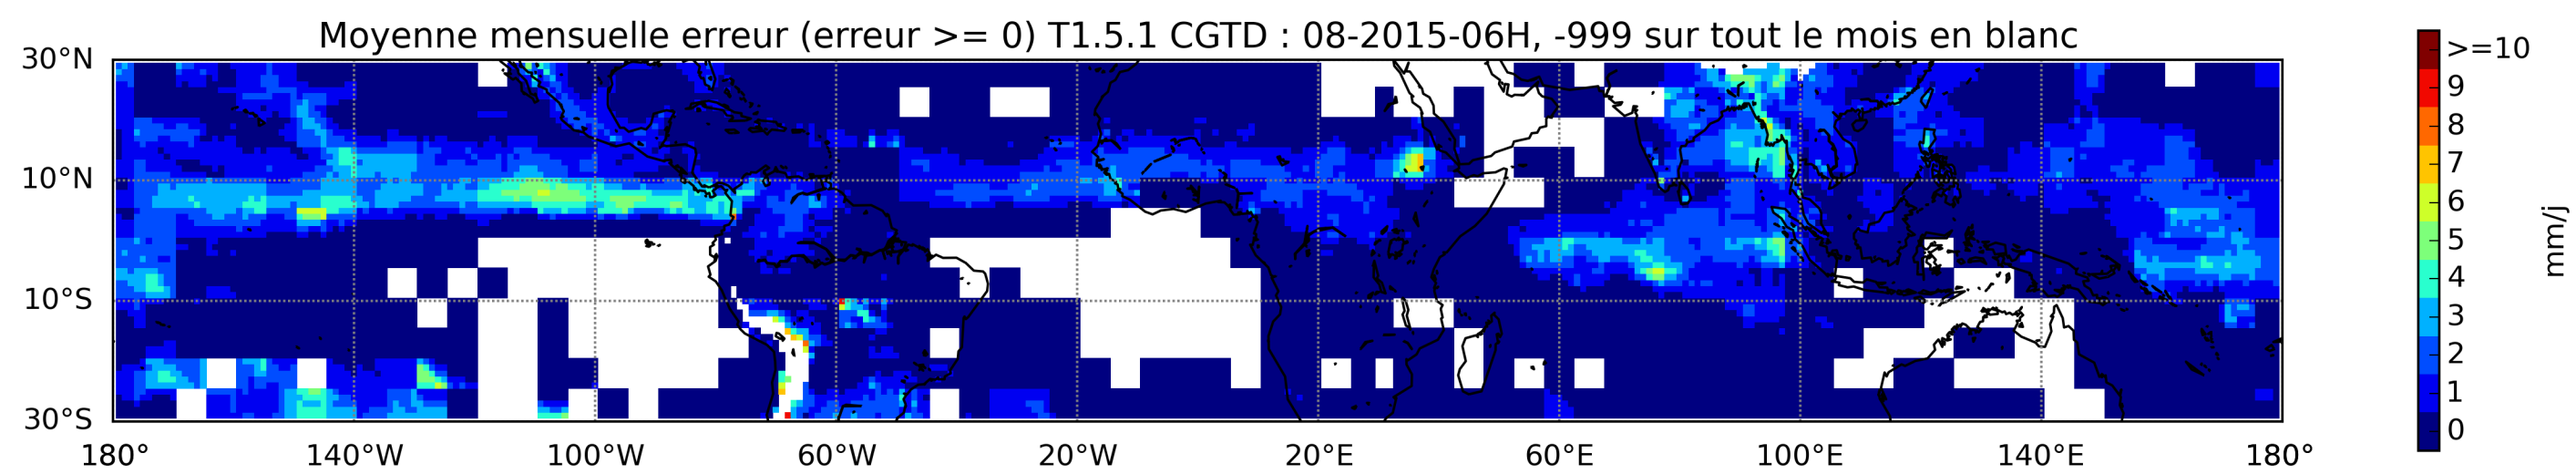 Moyenne mensuelle erreur (erreur >= 0) T1.5.1 CGTD : 08-2015-06H, -999 sur tout le mois en blanc
30°N
10°N
10°S
30°S
180° 140°W 100°W 60°W 20°W 20°E 60°E 100°E 140°E 180°
>=10
9
8
7
6
5
4
3
2
1
0
mm/j